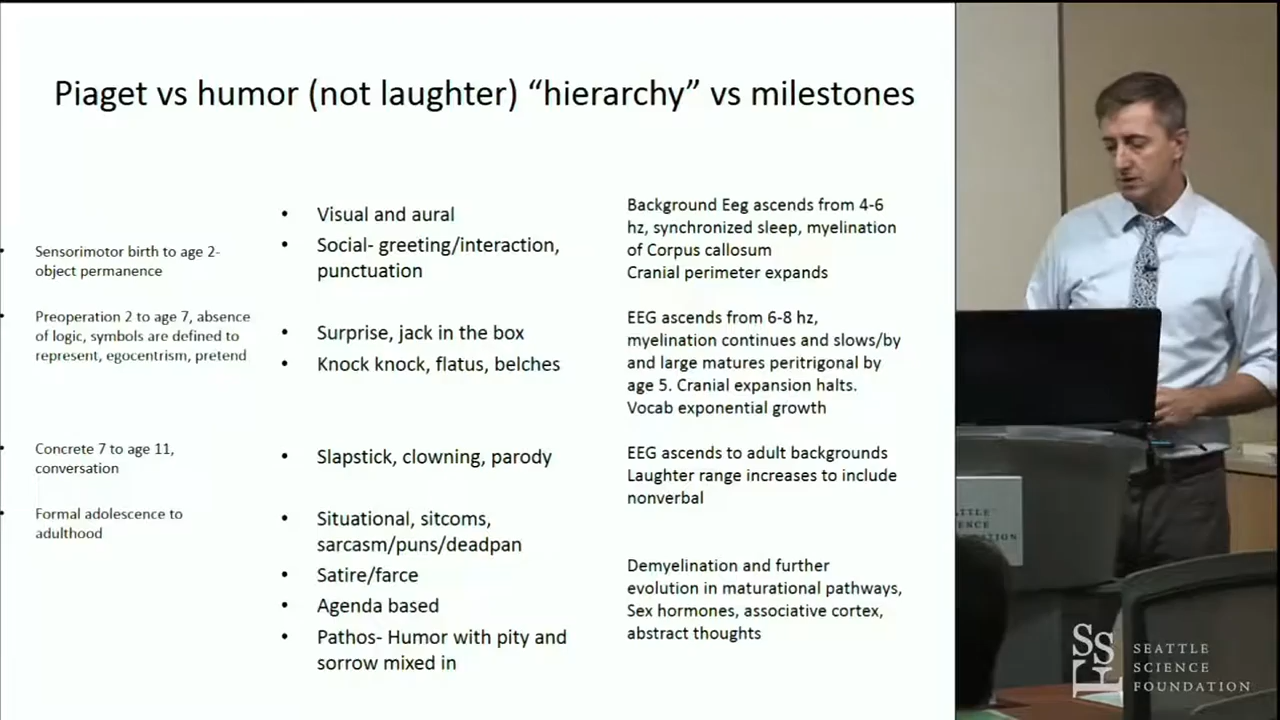 Piaget vs humor (not laughter) “hierarchy” vs milestones
• Sensorimotor birth to age 2-
object permanence
• Preoperation 2 to age 7, absence
of logic, symbols are defined to
represent, egocentrism, pretend
• Concrete 7 to age 11,
conversation
• Formal adolescence to
adulthood
• Visual and aural
• Social- greeting/interaction,
punctuation
• Surprise, jack in the box
• Knock knock, flatus, belches
• Slapstick, clowning, parody
• Situational, sitcoms,
sarcasm/puns/deadpan
• Satire/farce
• Agenda based
• Pathos- Humor with pity and
sorrow mixed in
Background Eeg ascends from 4-6
hz, synchronized sleep, myelination
of Corpus callosum
Cranial perimeter expands
EEG ascends from 6-8 hz,
myelination continues and slows/by
and large matures peritrigonal by
age 5. Cranial expansion halts.
Vocab exponential growth
EEG ascends to adult backgrounds
Laughter range increases to include
nonverbal
Demyelination and further
evolution in maturational pathways,
Sex hormones, associative cortex,
abstract thoughts
SSF
SEATTLE
SCIENCE
FOUNDATION